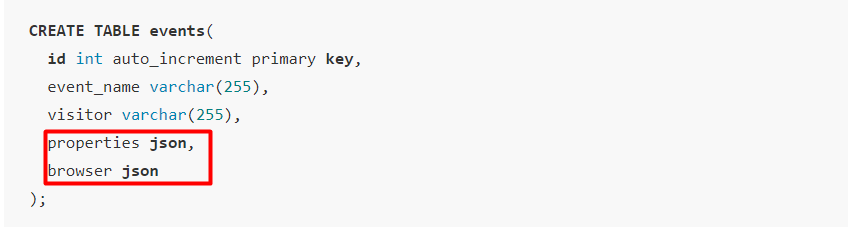 CREATE TABLE events(
id int auto_increment primary key,
event_name varchar(255),
visitor varchar(255),
properties json,
browser json
);